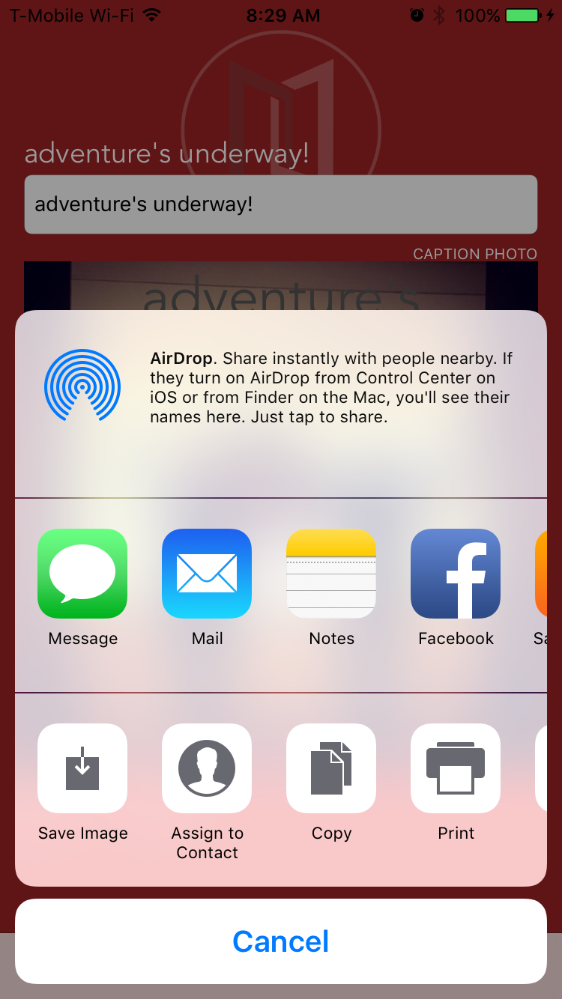 T-Mobile Wi-Fi 8:29 AM 100%
adventure's underway!
adventure's underway!
CAPTION PHOTO
adventure's
AirDrop. Share instantly with people nearby. If
they turn on AirDrop from Control Center on
iOS or from Finder on the Mac, you'll see their
names here. Just tap to share.
Message Mail Notes Facebook
Save Image Assign to Copy Print
Contact
Cancel